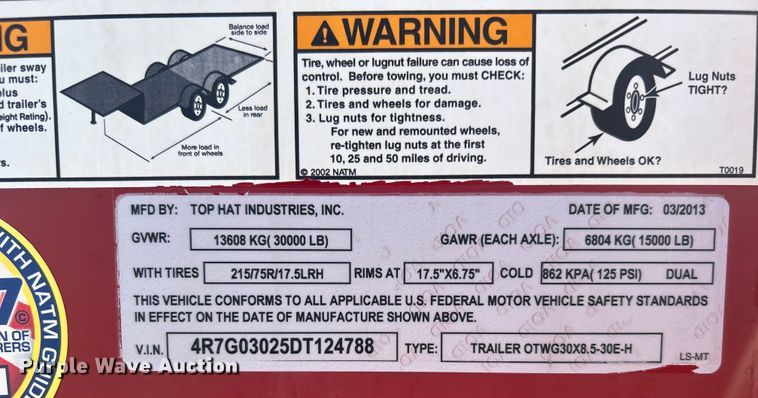 NG
iler sway
u must:
plus
d trailer's
eight Rating).
f wheels.
s.
Balance load
side to side
Less load
in rear
More load in
front of wheels
WARNING
Tire, wheel or lugnut failure can cause loss of
control. Before towing, you must CHECK:
1. Tire pressure and tread.
2. Tires and wheels for damage.
3. Lug nuts for tightness.
For new and remounted wheels,
re-tighten lug nuts at the first
10, 25 and 50 miles of driving.
© 2002 NATM
Lug Nuts
TIGHT?
Tires and Wheels OK?
T0019
MFD BY: TOP HAT INDUSTRIES, INC. DATE OF MFG: 03/2013
GVWR: 13608 KG( 30000 LB) GAWR (EACH AXLE): 6804 KG( 15000 LB)
WITH TIRES 215/75R/17.5LRH RIMS AT 17.5"X6.75" COLD 862 KPA( 125 PSI) DUAL
THIS VEHICLE CONFORMS TO ALL APPLICABLE U.S. FEDERAL MOTOR VEHICLE SAFETY STANDARDS
IN EFFECT ON THE DATE OF MANUFACTURE SHOWN ABOVE.
V.I.N. 4R7G03025DT124788 TYPE: TRAILER OTWG30X8.5-30E-H
LS-MT
WITH NATM GUID
ON OF
RERS
Purple Wave Auction